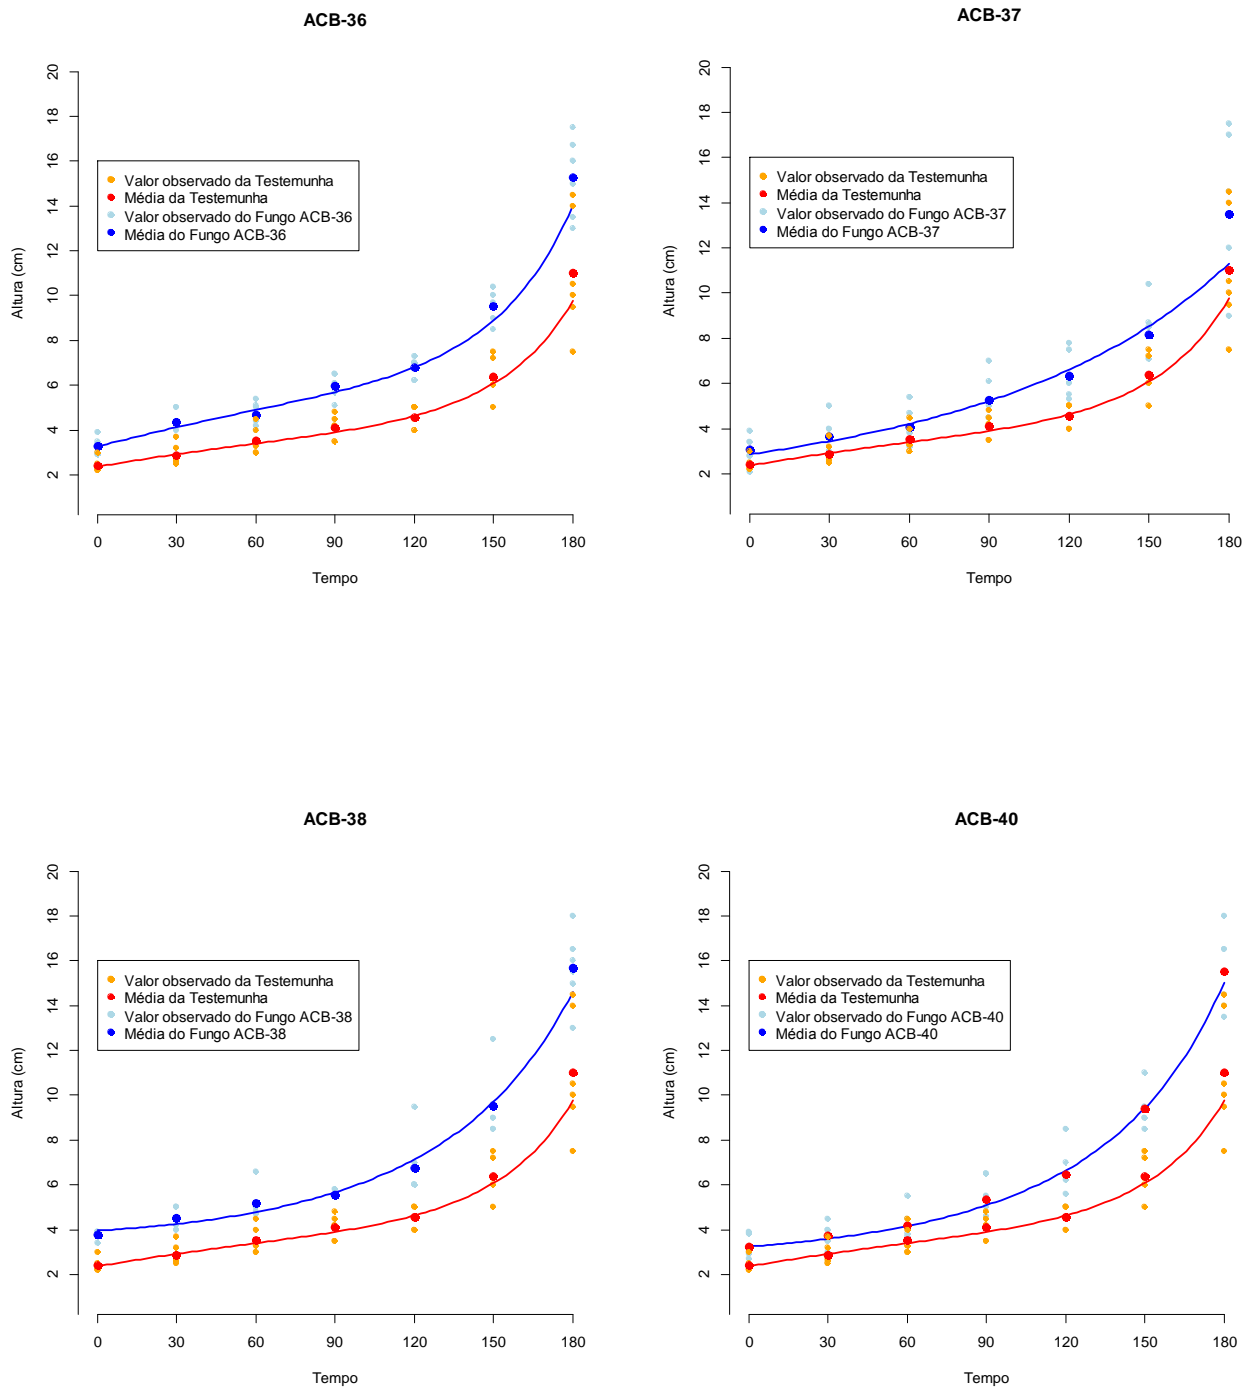 ACB-36
Altura (cm)
20
18
16
14
12
10
8
6
4
2
Valor observado da Testemunha
Média da Testemunha
Valor observado do Fungo ACB-36
Média do Fungo ACB-36
0 30 60 90 120 150 180
Tempo
ACB-37
Altura (cm)
20
18
16
14
12
10
8
6
4
2
Valor observado da Testemunha
Média da Testemunha
Valor observado do Fungo ACB-37
Média do Fungo ACB-37
0 30 60 90 120 150 180
Tempo
ACB-38
Altura (cm)
20
18
16
14
12
10
8
6
4
2
Valor observado da Testemunha
Média da Testemunha
Valor observado do Fungo ACB-38
Média do Fungo ACB-38
0 30 60 90 120 150 180
Tempo
ACB-40
Altura (cm)
20
18
16
14
12
10
8
6
4
2
Valor observado da Testemunha
Média da Testemunha
Valor observado do Fungo ACB-40
Média do Fungo ACB-40
0 30 60 90 120 150 180
Tempo